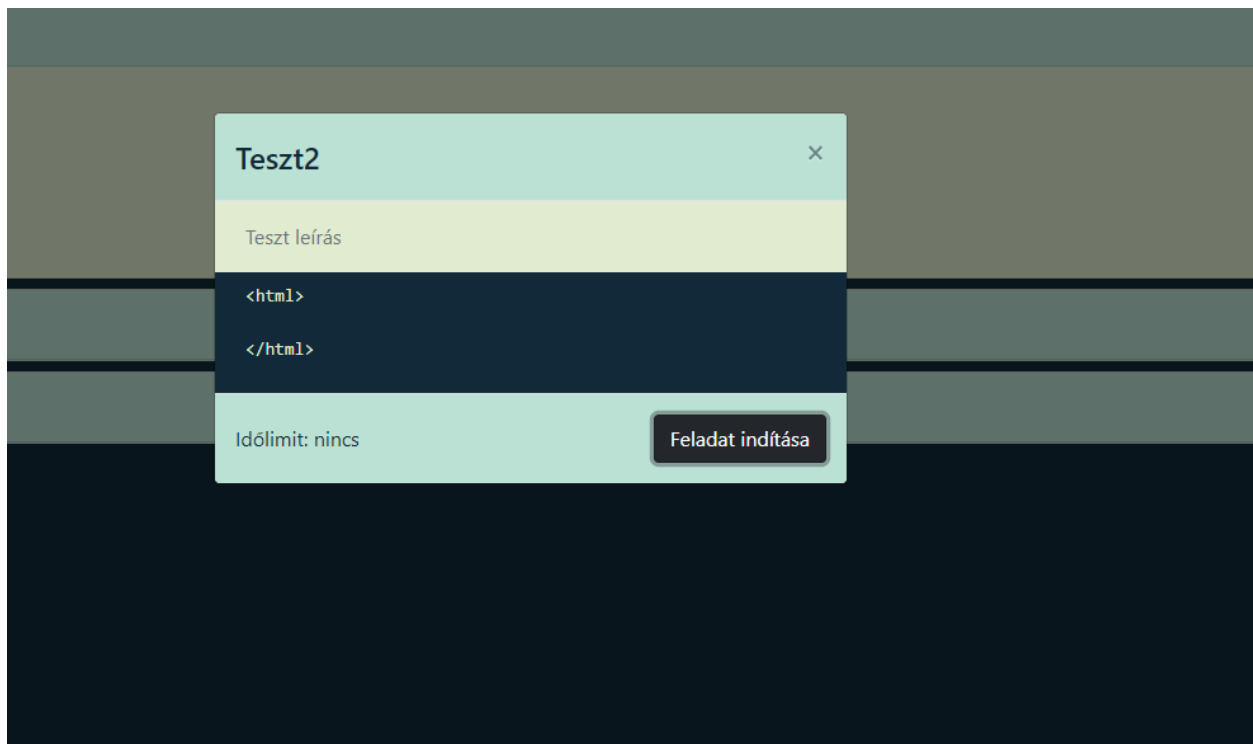 Teszt2 ×
Teszt leírás
<html>
</html>
Időlimit: nincs
Feladat indítása